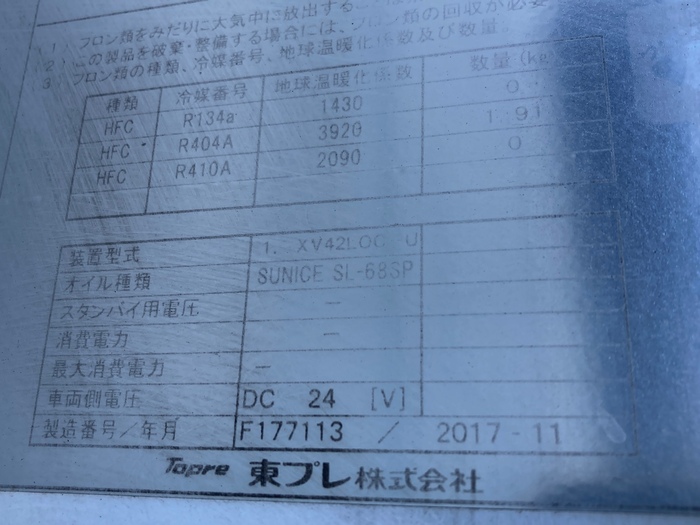 1. フロン類をみだりに大気中に放出する
2. この製品を破棄・整備する場合には、フロン類の回収が必要
3. フロン類の種類、冷媒番号、地球温暖化係数及び数量。
種類 冷媒番号 地球温暖化係数 数量 (kg
HFC R134a 1430 0
HFC R404A 3920 1.91
HFC R410A 2090 0
装置型式 1. U
オイル種類 SUNICE SL-68SP
スタンバイ用電圧 －
消費電力 －
最大消費電力 －
車両側電圧 DC 24 [V]
製造番号／年月 F177113 ／ 2017-11
Topre 東プレ株式会社